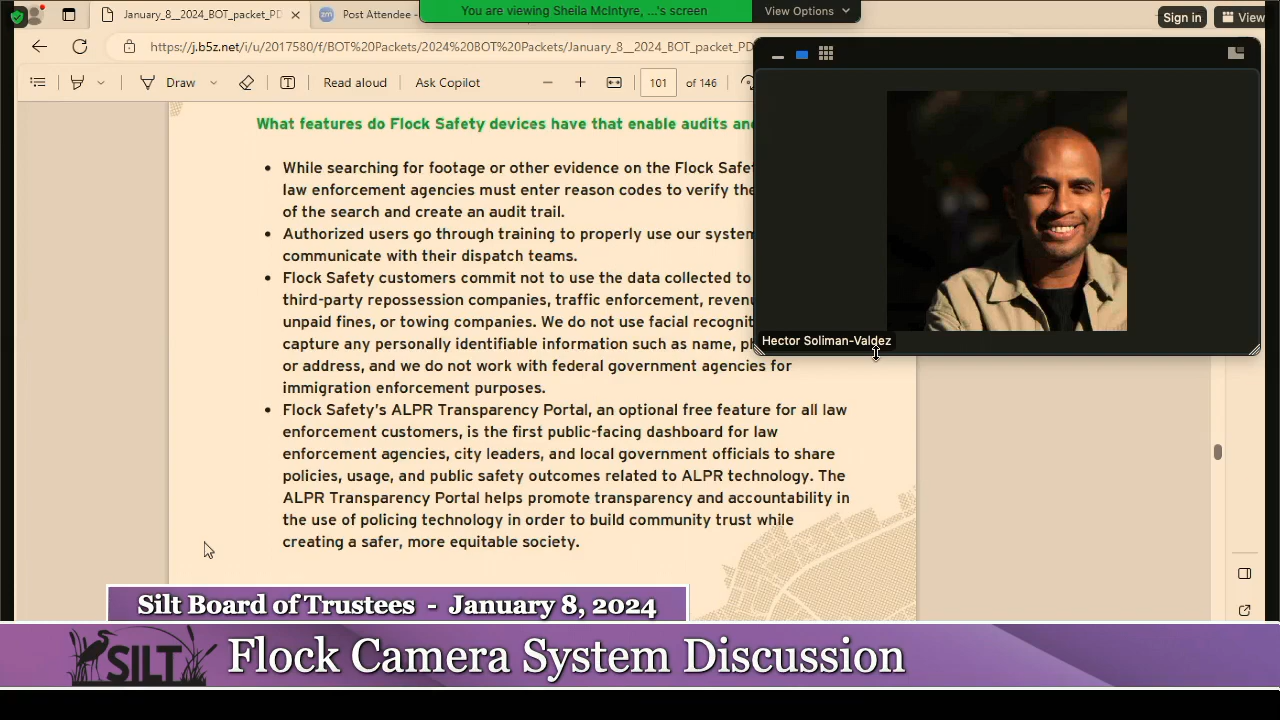 January_8__2024_BOT_packet_PD
Post Attendee -
You are viewing Sheila McIntyre, ...'s screen
View Options
Sign in
View
https://j.b5z.net/i/u/2017580/f/BOT%20Packets/2024%20BOT%20Packets/January_8__2024_BOT_packet_PD
Draw
Read aloud
Ask Copilot
101 of 146
What features do Flock Safety devices have that enable audits an
While searching for footage or other evidence on the Flock Safet
law enforcement agencies must enter reason codes to verify the
of the search and create an audit trail.
Authorized users go through training to properly use our system
communicate with their dispatch teams.
Flock Safety customers commit not to use the data collected to
third-party repossession companies, traffic enforcement, revenu
unpaid fines, or towing companies. We do not use facial recognit
capture any personally identifiable information such as name, ph
or address, and we do not work with federal government agencies for
immigration enforcement purposes.
Flock Safety's ALPR Transparency Portal, an optional free feature for all law
enforcement customers, is the first public-facing dashboard for law
enforcement agencies, city leaders, and local government officials to share
policies, usage, and public safety outcomes related to ALPR technology. The
ALPR Transparency Portal helps promote transparency and accountability in
the use of policing technology in order to build community trust while
creating a safer, more equitable society.
Hector Soliman-Valdez
Silt Board of Trustees - January 8, 2024
SILT
Flock Camera System Discussion